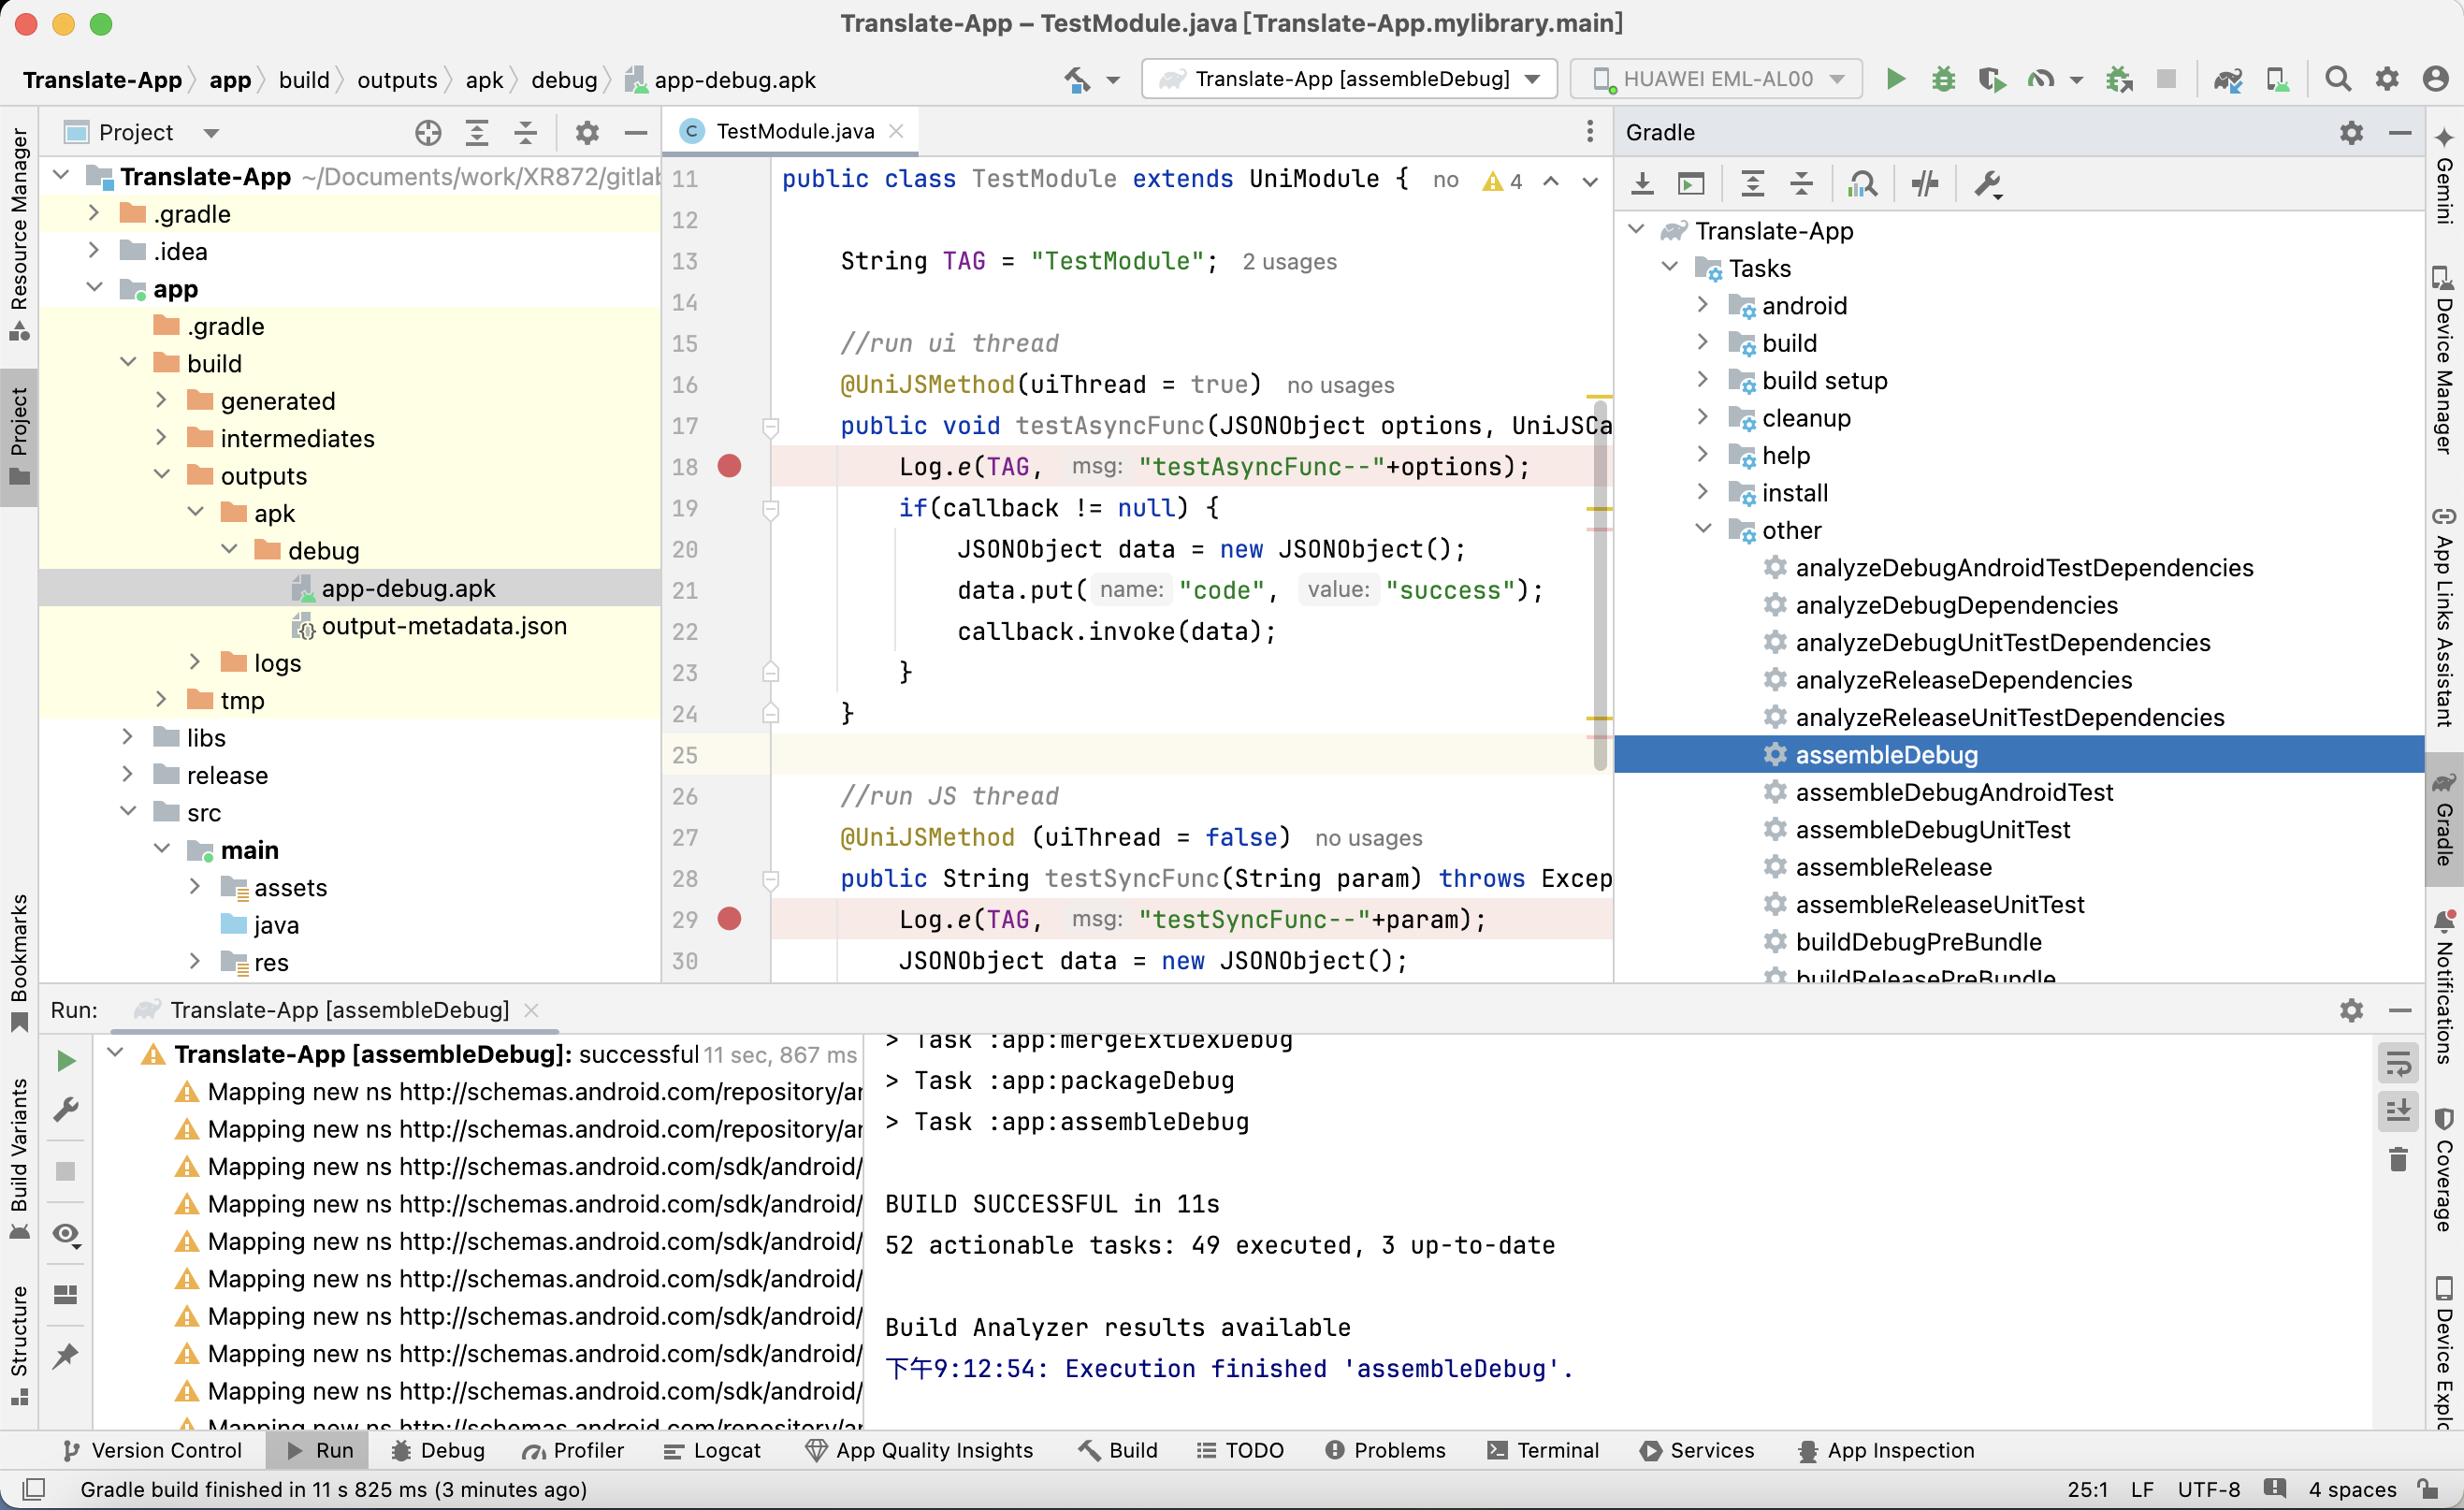 Translate-App – TestModule.java [Translate-App.mylibrary.main]
Translate-App app build outputs apk debug app-debug.apk
Translate-App [assembleDebug]
HUAWEI EML-AL00
Resource Manager
Project
Bookmarks
Build Variants
Structure
Project
Translate-App ~/Documents/work/XR872/gitlab
.gradle
.idea
app
.gradle
build
generated
intermediates
outputs
apk
debug
app-debug.apk
output-metadata.json
logs
tmp
libs
release
src
main
assets
java
res
TestModule.java
11 public class TestModule extends UniModule { no 4
12
13 String TAG = "TestModule"; 2 usages
14
15 //run ui thread
16 @UniJSMethod(uiThread = true) no usages
17 public void testAsyncFunc(JSONObject options, UniJSCa
18 Log.e(TAG, msg: "testAsyncFunc--"+options);
19 if(callback != null) {
20 JSONObject data = new JSONObject();
21 data.put( name: "code", value: "success");
22 callback.invoke(data);
23 }
24 }
25
26 //run JS thread
27 @UniJSMethod (uiThread = false) no usages
28 public String testSyncFunc(String param) throws Excep
29 Log.e(TAG, msg: "testSyncFunc--"+param);
30 JSONObject data = new JSONObject();
Gradle
Translate-App
Tasks
android
build
build setup
cleanup
help
install
other
analyzeDebugAndroidTestDependencies
analyzeDebugDependencies
analyzeDebugUnitTestDependencies
analyzeReleaseDependencies
analyzeReleaseUnitTestDependencies
assembleDebug
assembleDebugAndroidTest
assembleDebugUnitTest
assembleRelease
assembleReleaseUnitTest
buildDebugPreBundle
buildReleasePreBundle
Gemini
Device Manager
App Links Assistant
Gradle
Notifications
Coverage
Device Explo
Run: Translate-App [assembleDebug]
Translate-App [assembleDebug]: successful 11 sec, 867 ms
Mapping new ns http://schemas.android.com/repository/ar
Mapping new ns http://schemas.android.com/repository/ar
Mapping new ns http://schemas.android.com/sdk/android/
Mapping new ns http://schemas.android.com/sdk/android/
Mapping new ns http://schemas.android.com/sdk/android/
Mapping new ns http://schemas.android.com/sdk/android/
Mapping new ns http://schemas.android.com/sdk/android/
Mapping new ns http://schemas.android.com/sdk/android/
Mapping new ns http://schemas.android.com/sdk/android/
Mapping new ns http://schemas.android.com/repository/ar
> Task :app:mergeExtDexDebug
> Task :app:packageDebug
> Task :app:assembleDebug
BUILD SUCCESSFUL in 11s
52 actionable tasks: 49 executed, 3 up-to-date
Build Analyzer results available
下午9:12:54: Execution finished 'assembleDebug'.
Version Control Run Debug Profiler Logcat App Quality Insights Build TODO Problems Terminal Services App Inspection
Gradle build finished in 11 s 825 ms (3 minutes ago) 25:1 LF UTF-8 4 spaces